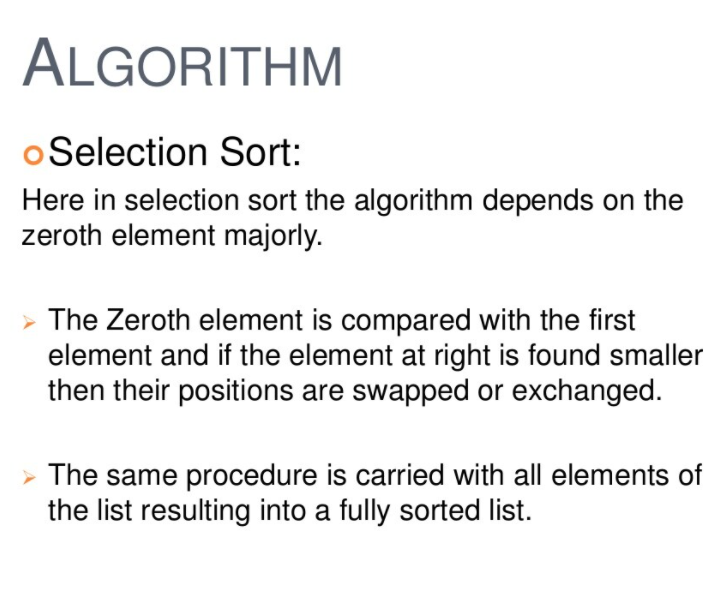 ALGORITHM
Selection Sort:
Here in selection sort the algorithm depends on the
zeroth element majorly.
The Zeroth element is compared with the first
element and if the element at right is found smaller
then their positions are swapped or exchanged.
The same procedure is carried with all elements of
the list resulting into a fully sorted list.